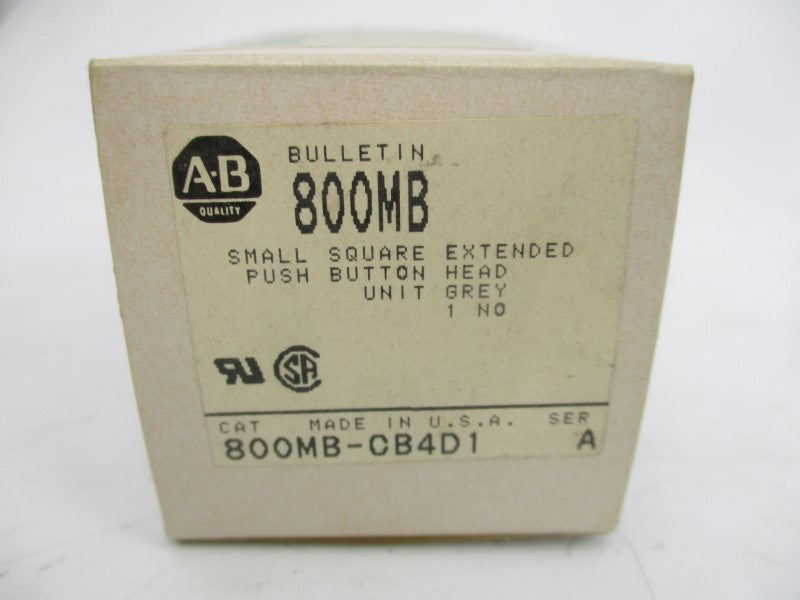 A·B
QUALITY
BULLETIN
800MB
SMALL SQUARE EXTENDED
PUSH BUTTON HEAD
UNIT GREY
1 NO
CAT MADE IN U.S.A. SER
800MB-CB4D1 A